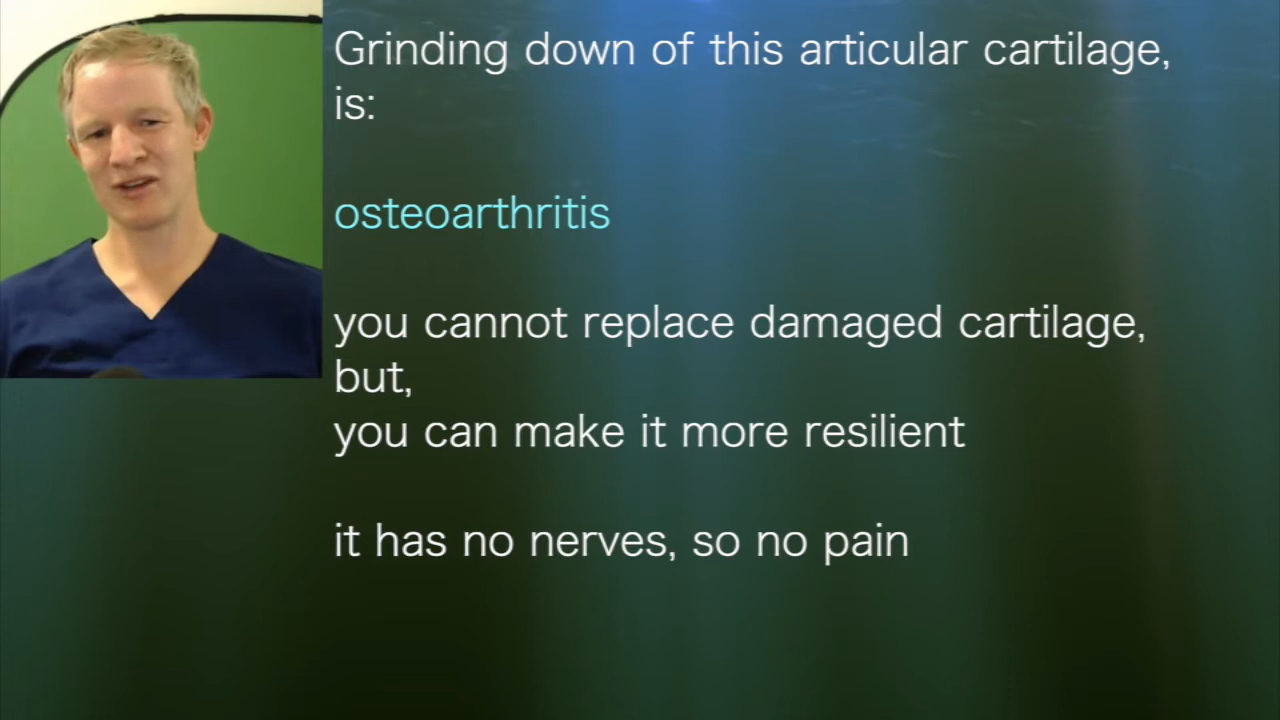 Grinding down of this articular cartilage,
is:
osteoarthritis
you cannot replace damaged cartilage,
but,
you can make it more resilient
it has no nerves, so no pain